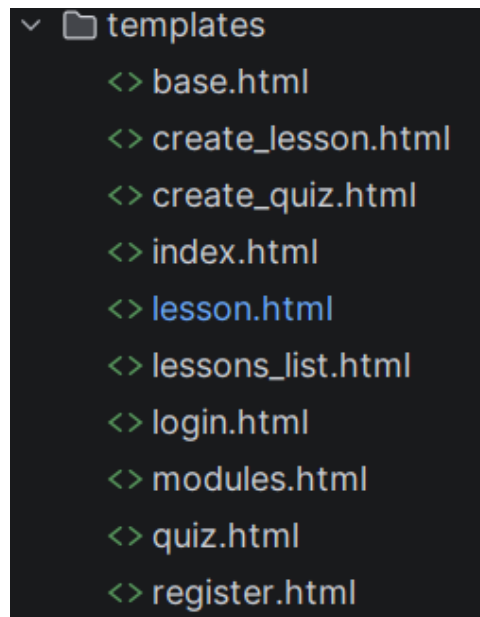 templates
<> base.html
<> create_lesson.html
<> create_quiz.html
<> index.html
<> lesson.html
<> lessons_list.html
<> login.html
<> modules.html
<> quiz.html
<> register.html